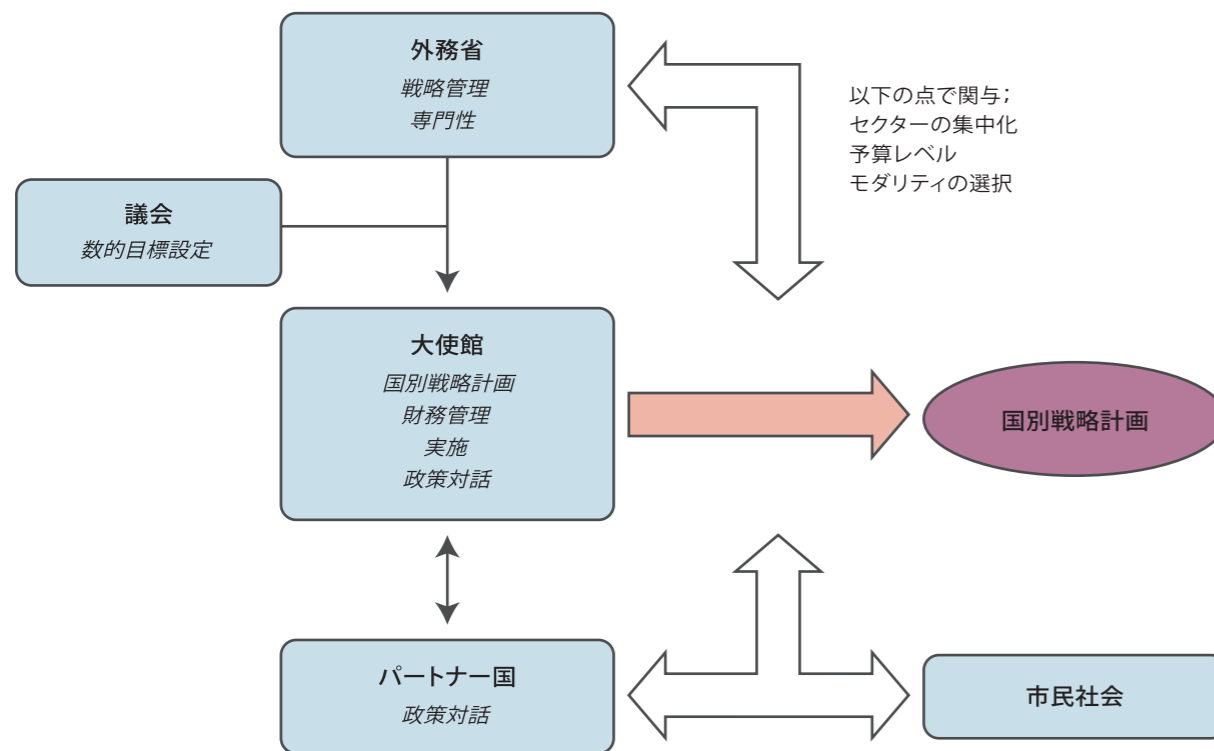 外務省
戦略管理
専門性
以下の点で関与；
セクターの集中化
予算レベル
モダリティの選択
議会
数的目標設定
大使館
国別戦略計画
財務管理
実施
政策対話
国別戦略計画
パートナー国
政策対話
市民社会